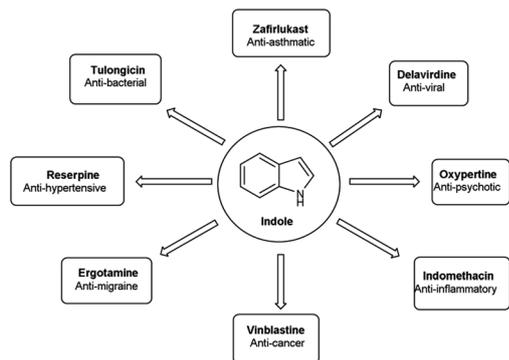 Zafirlukast
Anti-asthmatic
Tulongicin
Anti-bacterial
Delavirdine
Anti-viral
Reserpine
Anti-hypertensive
N
H
Indole
Oxypertine
Anti-psychotic
Ergotamine
Anti-migraine
Indomethacin
Anti-inflammatory
Vinblastine
Anti-cancer